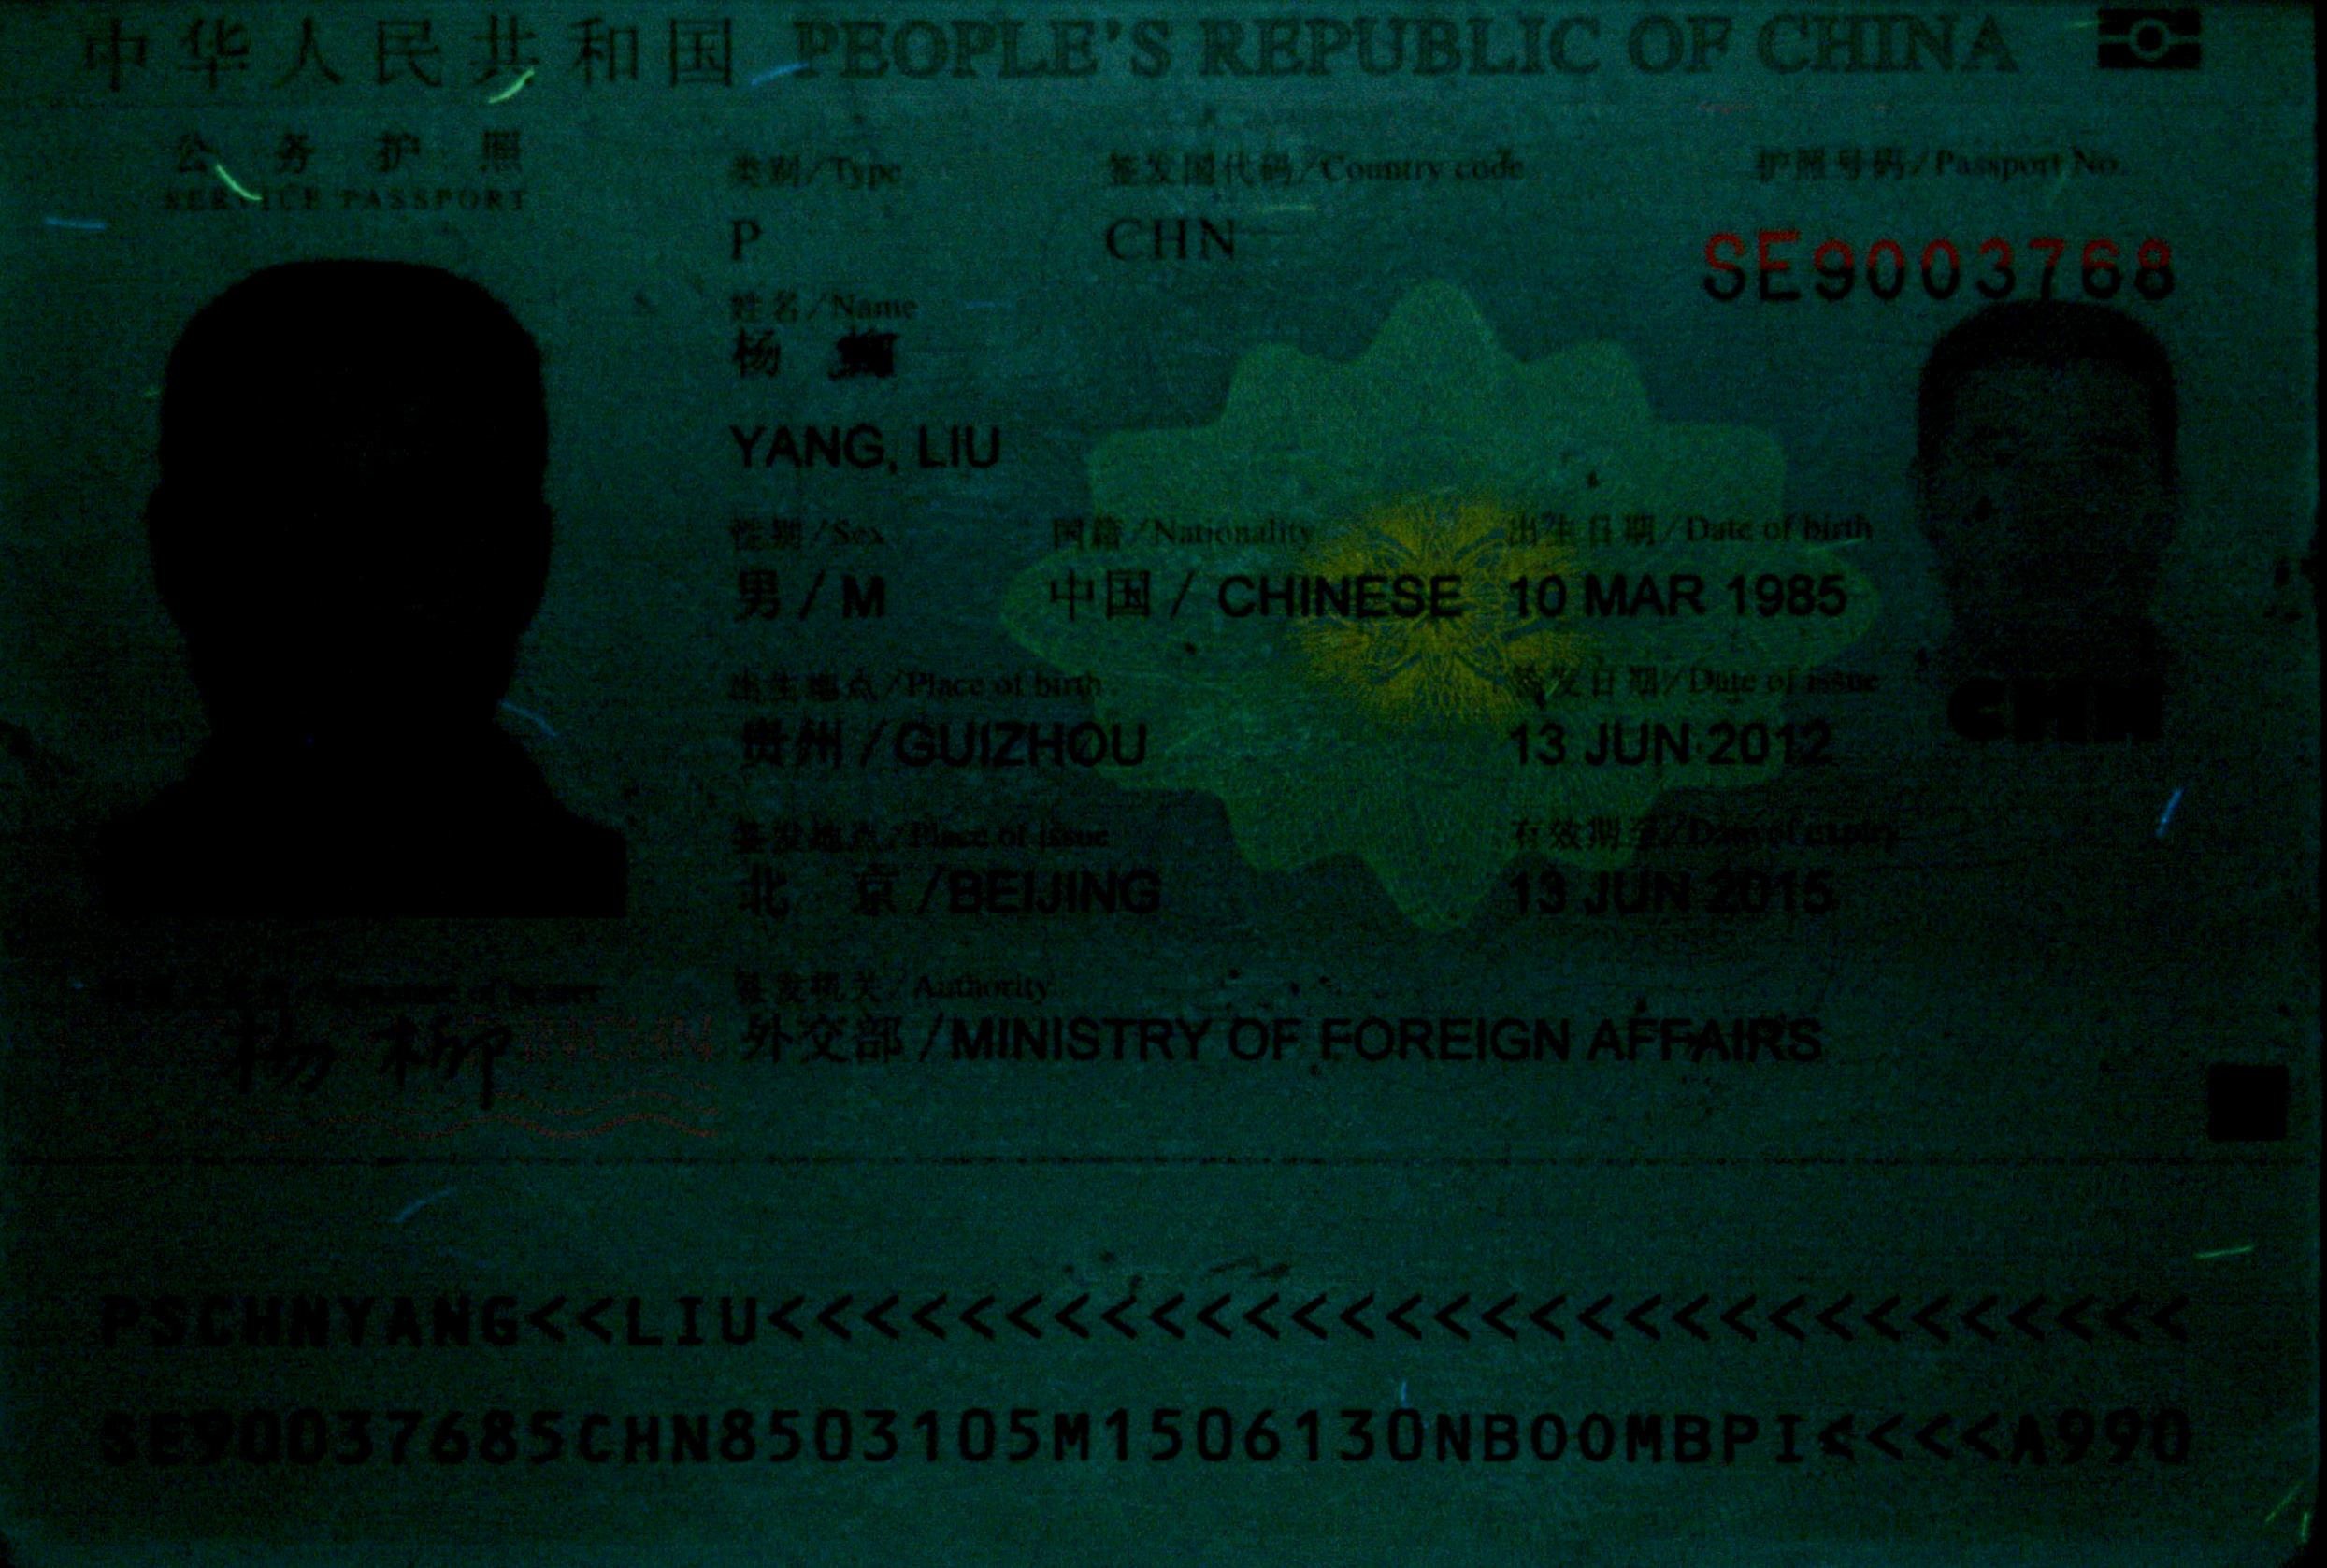 中华人民共和国 PEOPLE'S REPUBLIC OF CHINA
公务护照
SERVICE PASSPORT
类别/Type 签发国代码/Country code 护照号码/Passport No.
P CHN SE9003768
姓名/Name
杨
YANG, LIU
性别/Sex 国籍/Nationality 出生日期/Date of birth
男/M 中国/CHINESE 10 MAR 1985
出生地点/Place of birth 签发日期/Date of issue
贵州/GUIZHOU 13 JUN 2012
签发地点/Place of issue 有效期至/Date of expiry
北 京/BEIJING 13 JUN 2015
CHN
签发机关/Authority
Signature of bearer
外交部/MINISTRY OF FOREIGN AFFAIRS
杨柳
PSCHNYANG<<LIU<<<<<<<<<<<<<<<<<<<<<<<<<<<<<<
SE90037685CHN8503105M1506130NBOOMBPI<<<<A990